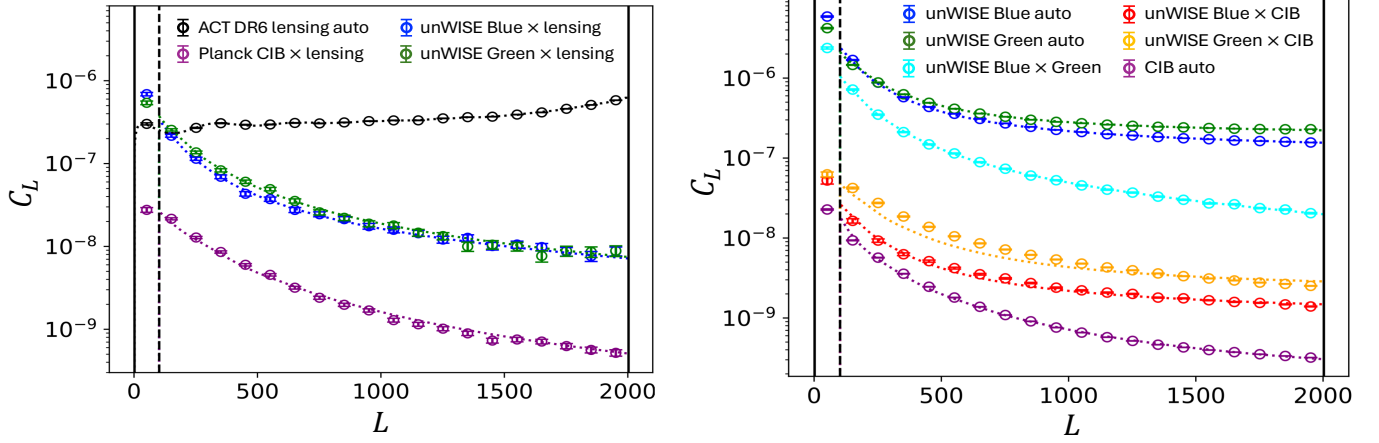 ACT DR6 lensing auto
Planck CIB × lensing
unWISE Blue × lensing
unWISE Green × lensing
10⁻⁶
10⁻⁷
10⁻⁸
10⁻⁹
C_L
0 500 1000 1500 2000
L
unWISE Blue auto
unWISE Green auto
unWISE Blue × Green
unWISE Blue × CIB
unWISE Green × CIB
CIB auto
10⁻⁶
10⁻⁷
10⁻⁸
10⁻⁹
C_L
0 500 1000 1500 2000
L